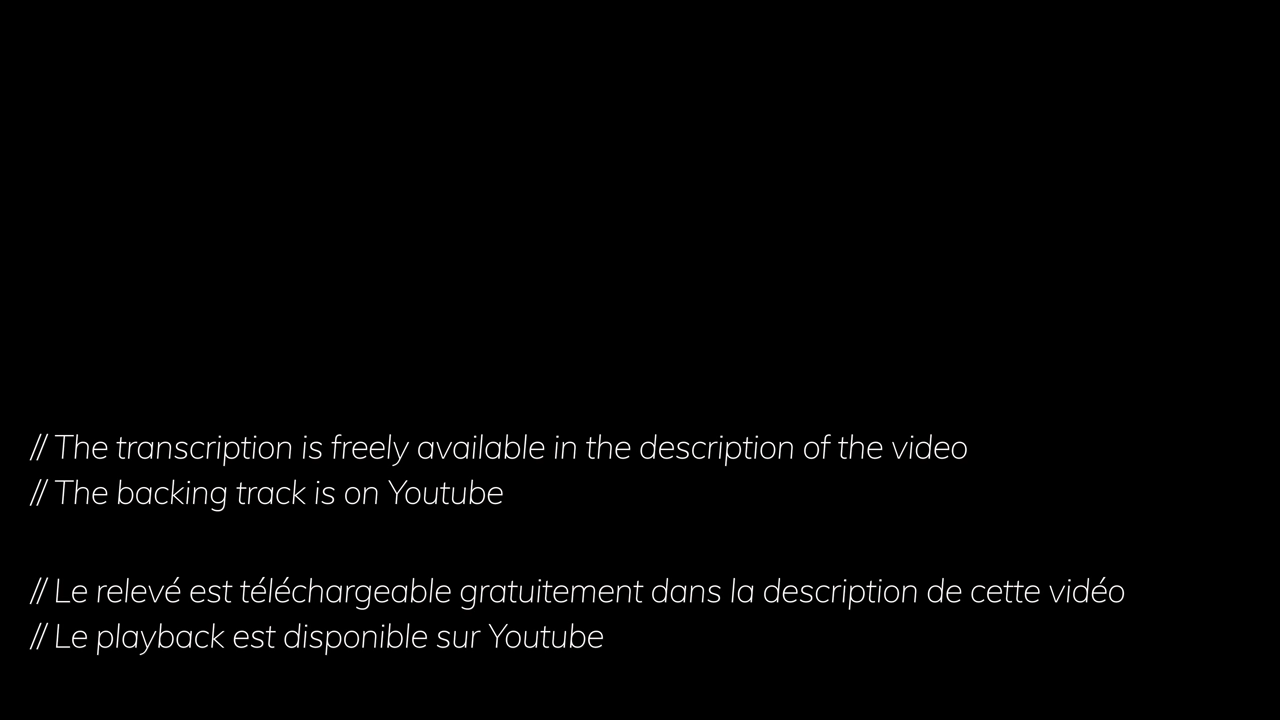 // The transcription is freely available in the description of the video
// The backing track is on Youtube
// Le relevé est téléchargeable gratuitement dans la description de cette vidéo
// Le playback est disponible sur Youtube